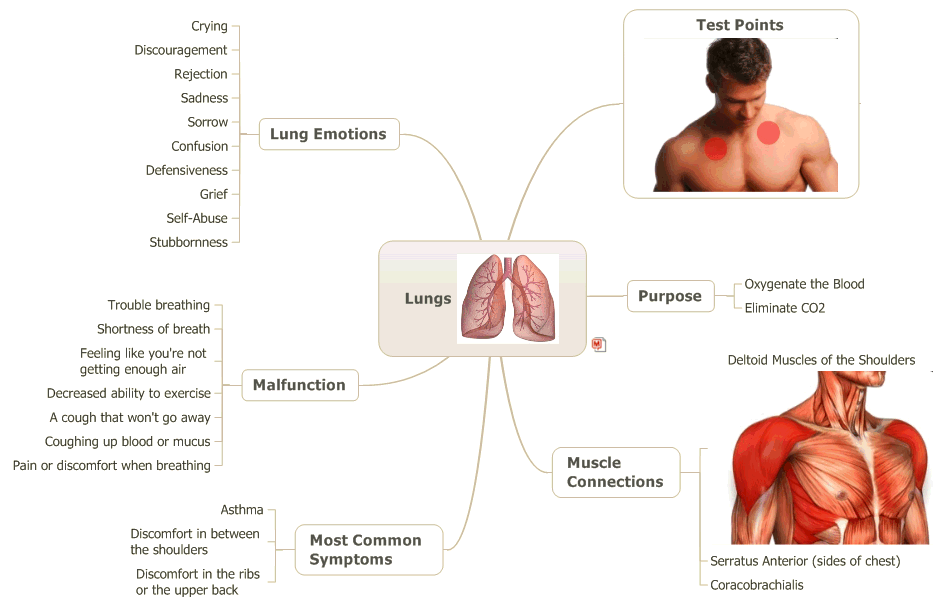 Test Points
Crying
Discouragement
Rejection
Sadness
Sorrow
Confusion
Defensiveness
Grief
Self-Abuse
Stubbornness
Lung Emotions
Lungs
Purpose
Oxygenate the Blood
Eliminate CO2
Trouble breathing
Shortness of breath
Feeling like you're not
getting enough air
Decreased ability to exercise
A cough that won't go away
Coughing up blood or mucus
Pain or discomfort when breathing
Malfunction
Deltoid Muscles of the Shoulders
Muscle
Connections
Serratus Anterior (sides of chest)
Coracobrachialis
Asthma
Discomfort in between
the shoulders
Discomfort in the ribs
or the upper back
Most Common
Symptoms